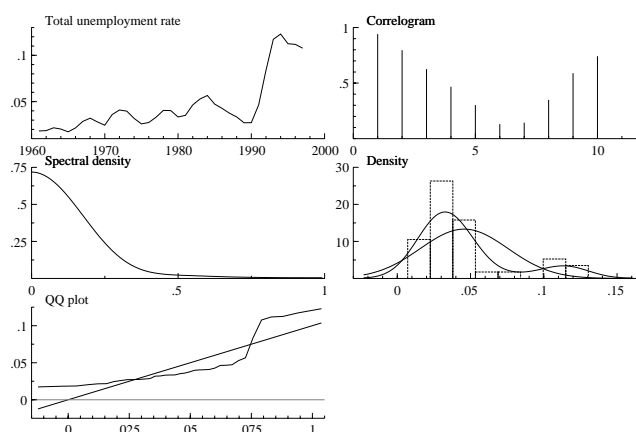 Total unemployment rate
.1
.05
1960 1970 1980 1990 2000
Correlogram
1
.5
0 5 10
Spectral density
.75
.5
.25
0 .5 1
Density
30
20
10
0 .05 .1 .15
QQ plot
.1
.05
0
0 025 05 075 .1